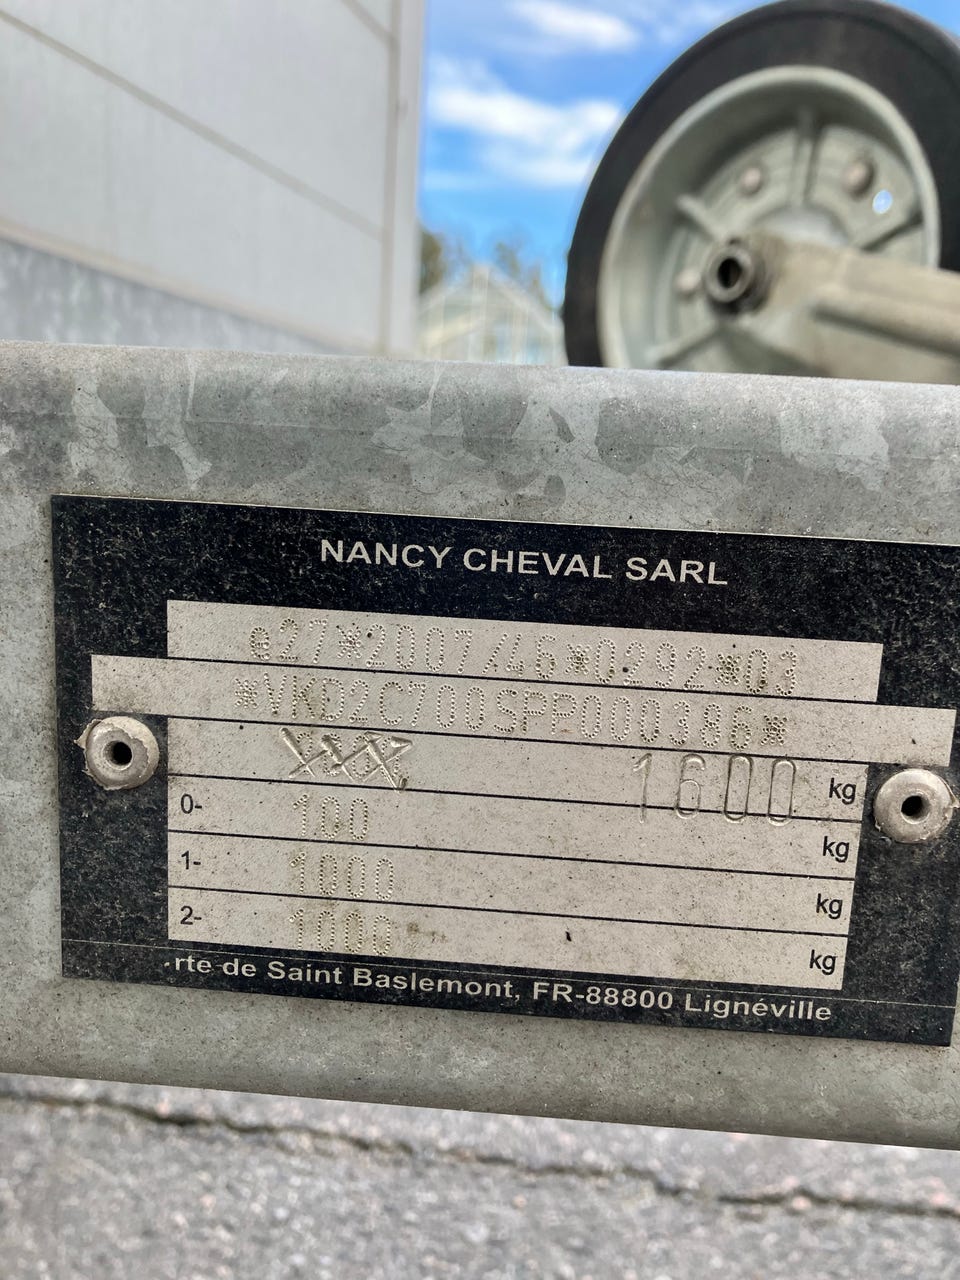 NANCY CHEVAL SARL
e27*2007/46*0292*03
*VKD2C700SPP000386*
1600 kg
0- 100 kg
1- 1000 kg
2- 1000 kg
rte de Saint Baslemont, FR-88800 Lignéville